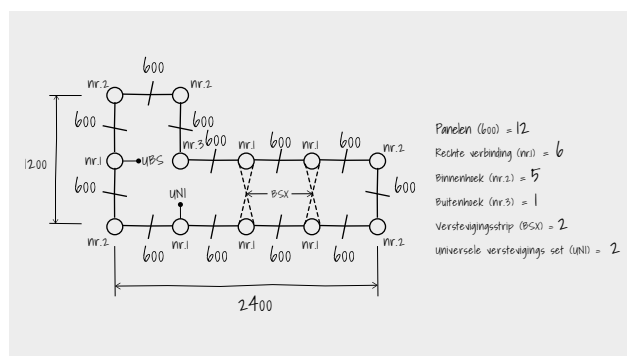 600
nr.2 nr.2
600 600
nr.3 600 nr.1 600 nr.1 600 nr.2
1200 nr.1 UBS
600 UNI BSX 600
nr.2 600 nr.1 600 nr.1 600 nr.1 600 nr.2
2400
Panelen (600) = 12
Rechte verbinding (nr.1) = 6
Binnenhoek (nr.2) = 5
Buitenhoek (nr.3) = 1
Verstevigingsstrip (BSX) = 2
Universele verstevigings set (UNI) = 2